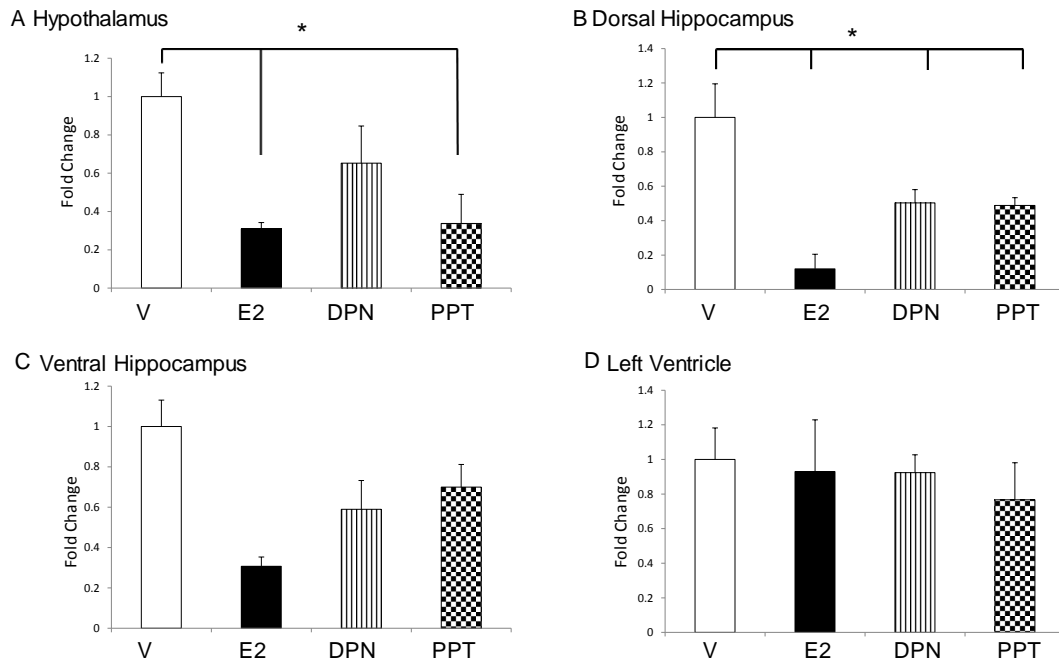 A Hypothalamus
*
1.2
1
0.8
0.6
0.4
0.2
0
Fold Change
V E2 DPN PPT
B Dorsal Hippocampus
*
1.4
1.2
1
0.8
0.6
0.4
0.2
0
Fold Change
V E2 DPN PPT
C Ventral Hippocampus
1.2
1
0.8
0.6
0.4
0.2
0
Fold Change
V E2 DPN PPT
D Left Ventricle
1.4
1.2
1
0.8
0.6
0.4
0.2
0
Fold Change
V E2 DPN PPT